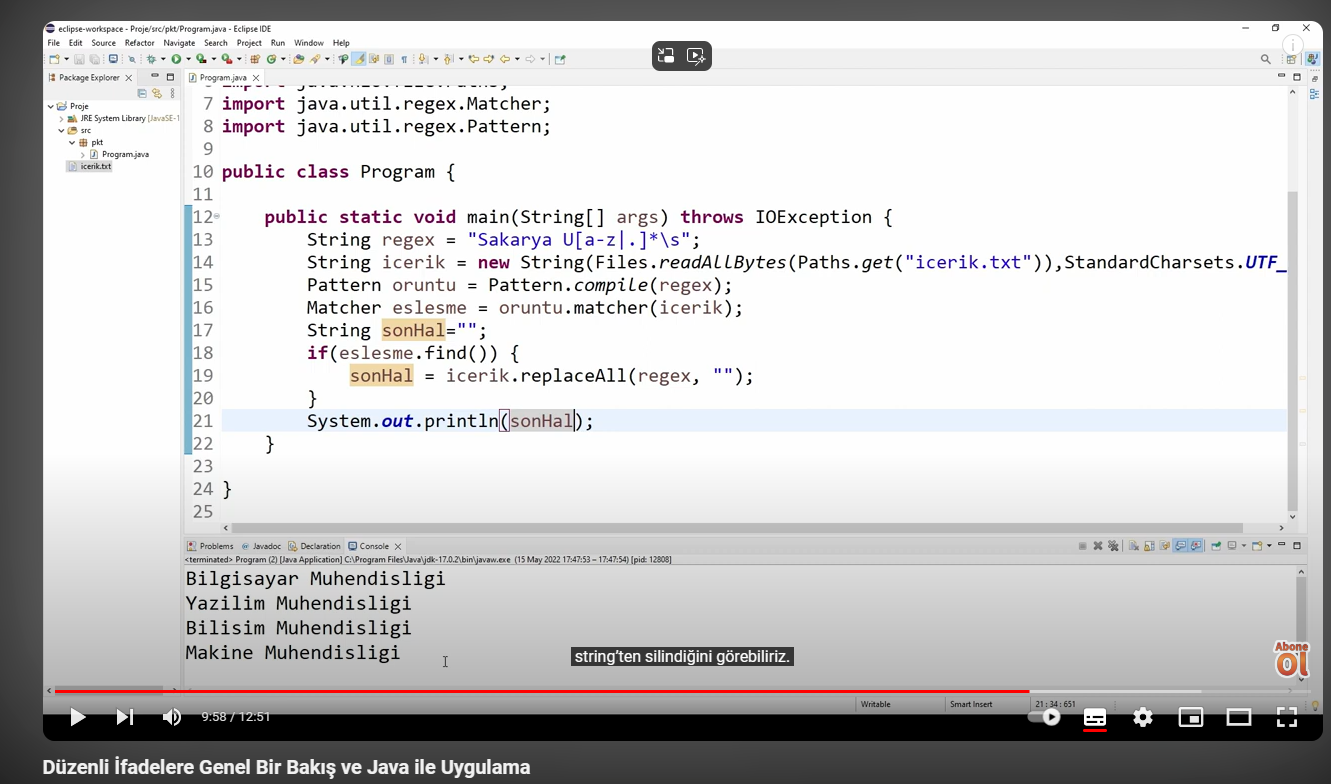 eclipse-workspace - Proje/src/pkt/Program.java - Eclipse IDE
File Edit Source Refactor Navigate Search Project Run Window Help
Package Explorer
Program.java
Proje
JRE System Library [JavaSE-1
src
pkt
Program.java
icerik.txt
7 import java.util.regex.Matcher;
8 import java.util.regex.Pattern;
9
10 public class Program {
11
12 public static void main(String[] args) throws IOException {
13 String regex = "Sakarya U[a-z|.]*\s";
14 String icerik = new String(Files.readAllBytes(Paths.get("icerik.txt")),StandardCharsets.UTF_
15 Pattern oruntu = Pattern.compile(regex);
16 Matcher eslesme = oruntu.matcher(icerik);
17 String sonHal="";
18 if(eslesme.find()) {
19 sonHal = icerik.replaceAll(regex, "");
20 }
21 System.out.println(sonHal);
22 }
23
24 }
25
Problems Javadoc Declaration Console
<terminated> Program (2) [Java Application] C:\Program Files\Java\jdk-17.0.2\bin\javaw.exe (15 May 2022 17:47:53 – 17:47:54) [pid: 12808]
Bilgisayar Muhendisligi
Yazilim Muhendisligi
Bilisim Muhendisligi
Makine Muhendisligi
string'ten silindiğini görebiliriz.
Abone
Ol
Writable Smart Insert 21 : 34 : 651
9:58 / 12:51
Düzenli İfadelere Genel Bir Bakış ve Java ile Uygulama